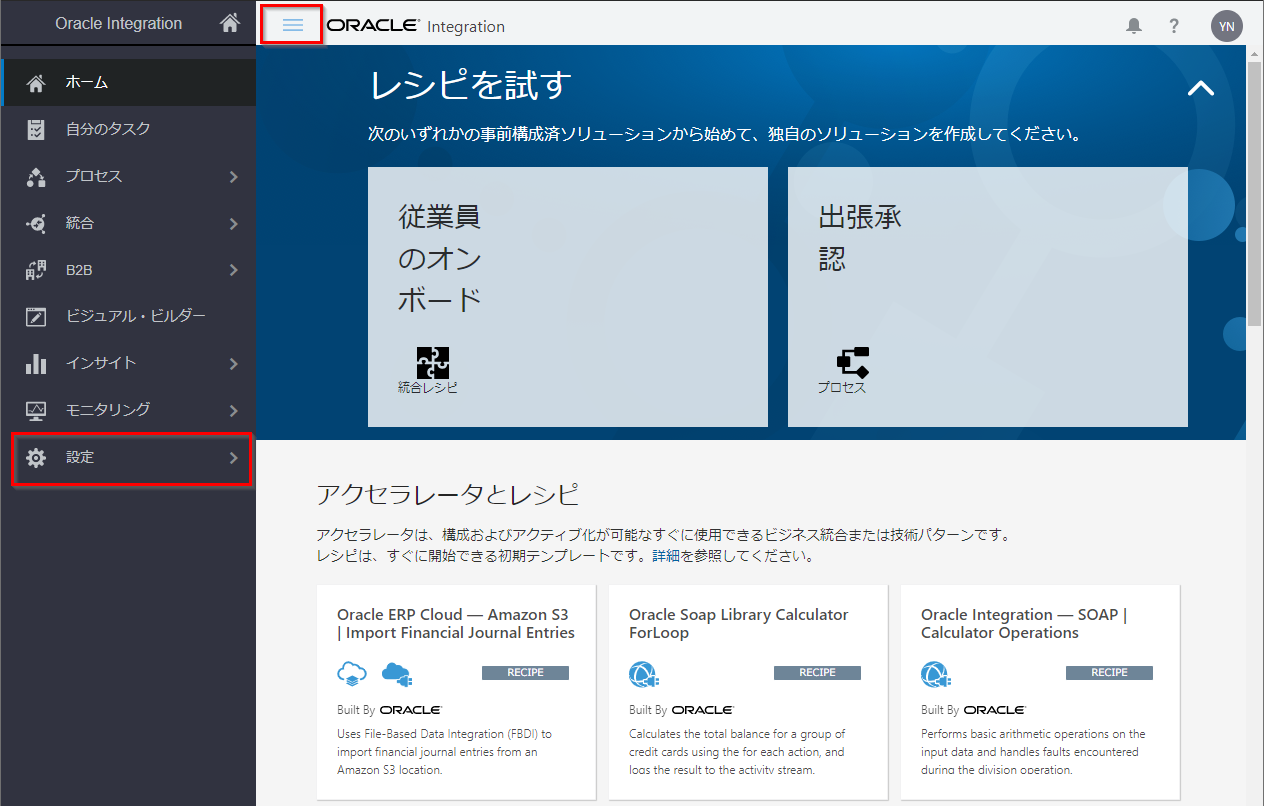 Oracle Integration
ORACLE Integration
YN
ホーム
自分のタスク
プロセス
統合
B2B
ビジュアル・ビルダー
インサイト
モニタリング
設定
レシピを試す
次のいずれかの事前構成済ソリューションから始めて、独自のソリューションを作成してください。
従業員
のオン
ボード
統合レシピ
出張承
認
プロセス
アクセラレータとレシピ
アクセラレータは、構成およびアクティブ化が可能なすぐに使用できるビジネス統合または技術パターンです。
レシピは、すぐに開始できる初期テンプレートです。詳細を参照してください。
Oracle ERP Cloud — Amazon S3
| Import Financial Journal Entries
RECIPE
Built By ORACLE
Uses File-Based Data Integration (FBDI) to
import financial journal entries from an
Amazon S3 location.
Oracle Soap Library Calculator
ForLoop
RECIPE
Built By ORACLE
Calculates the total balance for a group of
credit cards using the for each action, and
logs the result to the activity stream.
Oracle Integration — SOAP |
Calculator Operations
RECIPE
Built By ORACLE
Performs basic arithmetic operations on the
input data and handles faults encountered
during the division operation.